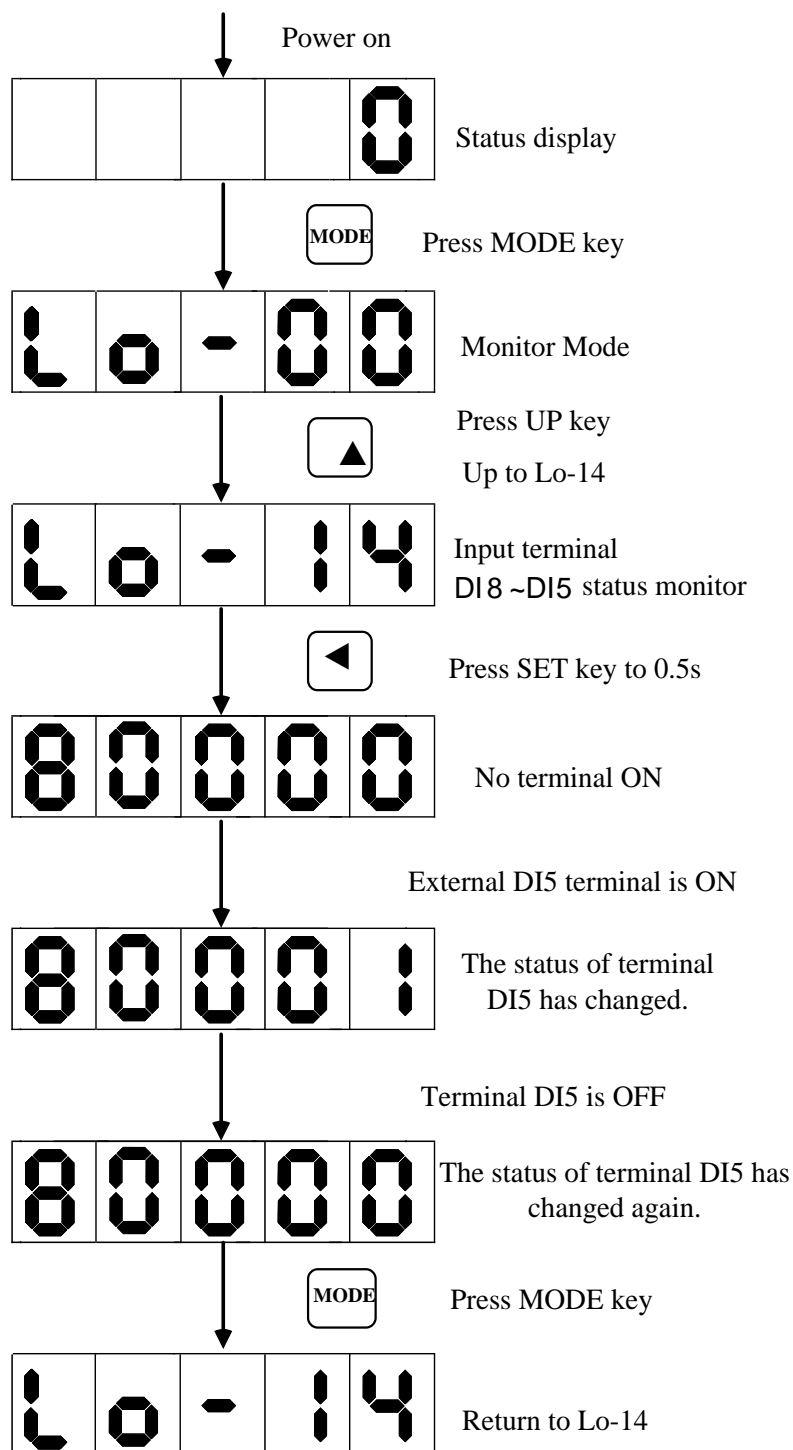 Power on
0
Status display
MODE
Press MODE key
Lo-00
Monitor Mode
Press UP key
Up to Lo-14
Lo-14
Input terminal
DI8~DI5 status monitor
Press SET key to 0.5s
80000
No terminal ON
External DI5 terminal is ON
80001
The status of terminal
DI5 has changed.
Terminal DI5 is OFF
80000
The status of terminal DI5 has
changed again.
MODE
Press MODE key
Lo-14
Return to Lo-14